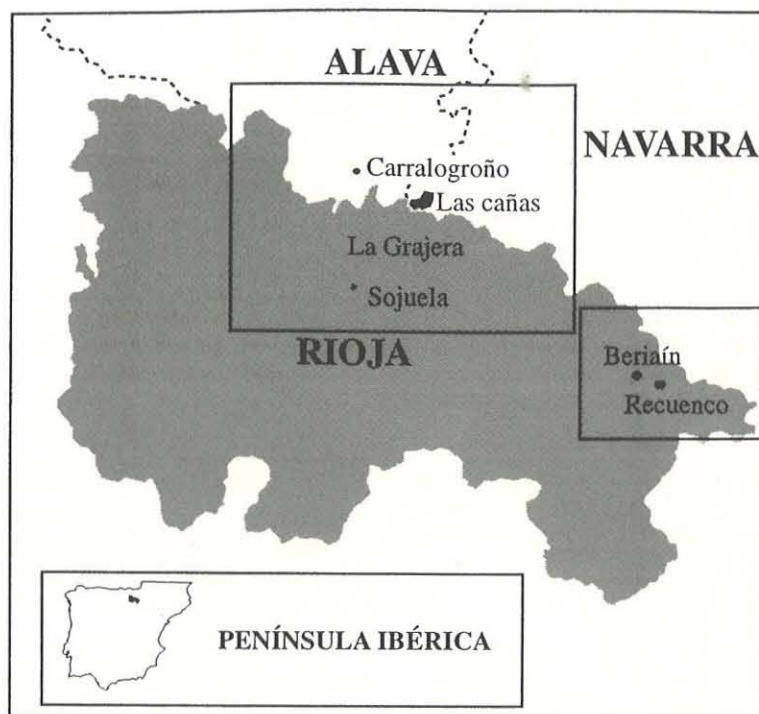 ALAVA
NAVARRA
Carralogroño
Las cañas
La Grajera
Sojuela
RIOJA
Beriaín
Recuenco
PENÍNSULA IBÉRICA